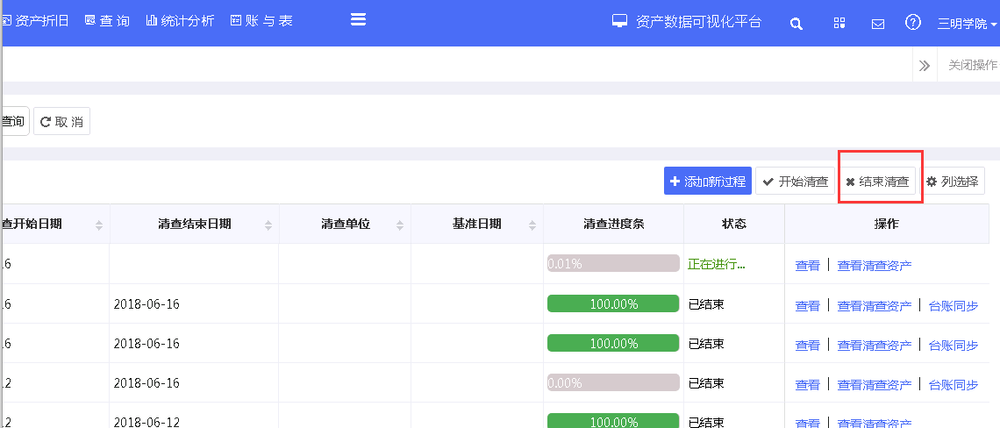 资产折旧 查 询 统计分析 账 与 表 资产数据可视化平台 三明学院
关闭操作
查询 取 消
添加新过程 开始清查 结束清查 列选择
查开始日期 清查结束日期 清查单位 基准日期 清查进度条 状态 操作
16 0.01% 正在进行... 查看 | 查看清查资产
16 2018-06-16 100.00% 已结束 查看 | 查看清查资产 | 台账同步
16 2018-06-16 100.00% 已结束 查看 | 查看清查资产 | 台账同步
12 2018-06-16 0.00% 已结束 查看 | 查看清查资产 | 台账同步
12 2018-06-12 100.00% 已结束 查看 | 查看清查资产